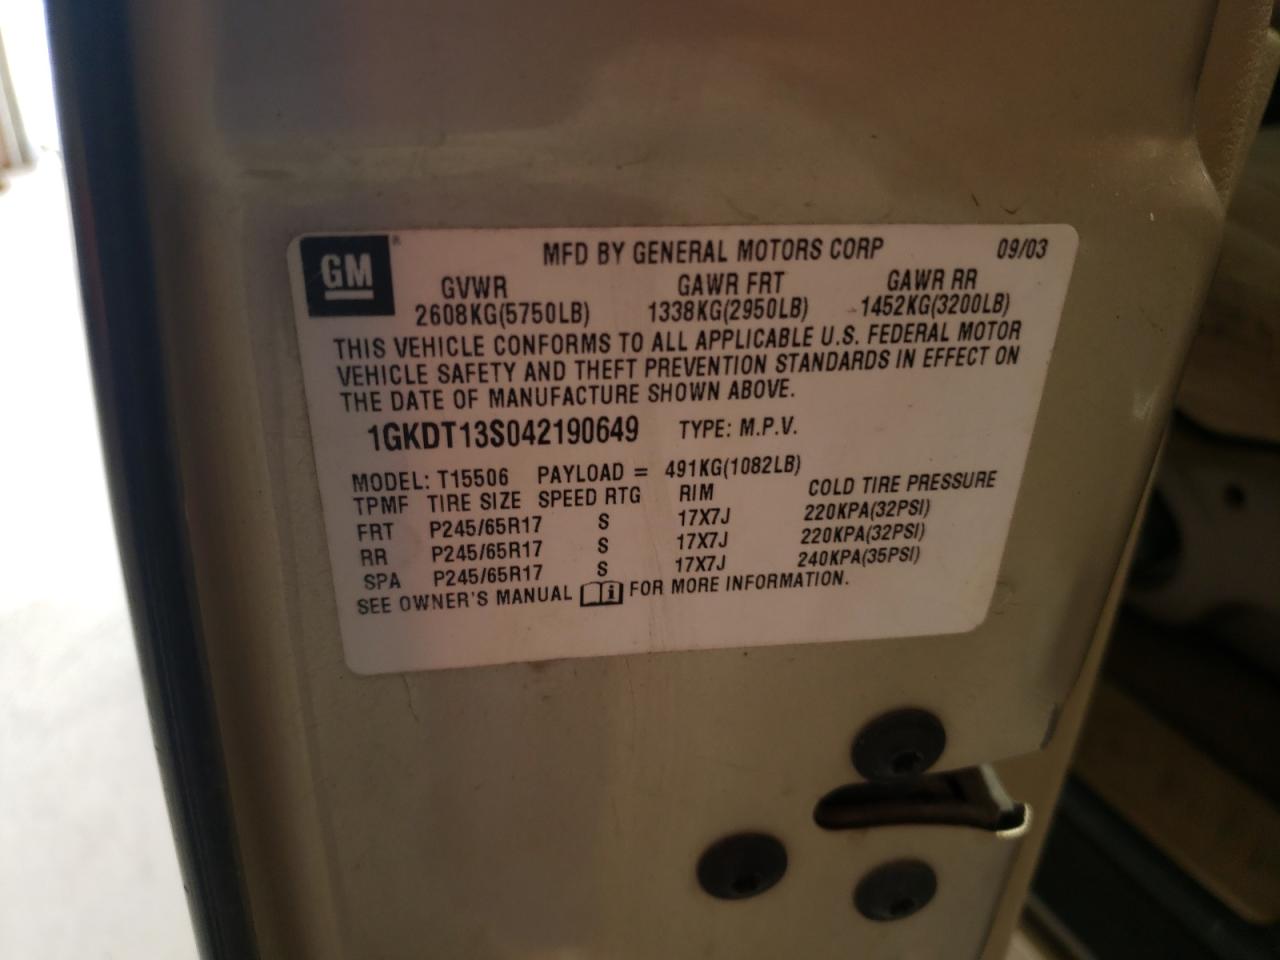 GM® MFD BY GENERAL MOTORS CORP 09/03
GVWR GAWR FRT GAWR RR
2608KG(5750LB) 1338KG(2950LB) 1452KG(3200LB)
THIS VEHICLE CONFORMS TO ALL APPLICABLE U.S. FEDERAL MOTOR
VEHICLE SAFETY AND THEFT PREVENTION STANDARDS IN EFFECT ON
THE DATE OF MANUFACTURE SHOWN ABOVE.
1GKDT13S042190649 TYPE: M.P.V.
MODEL: T15506 PAYLOAD = 491KG(1082LB)
TPMF TIRE SIZE SPEED RTG RIM COLD TIRE PRESSURE
FRT P245/65R17 S 17X7J 220KPA(32PSI)
RR P245/65R17 S 17X7J 220KPA(32PSI)
SPA P245/65R17 S 17X7J 240KPA(35PSI)
SEE OWNER'S MANUAL i FOR MORE INFORMATION.